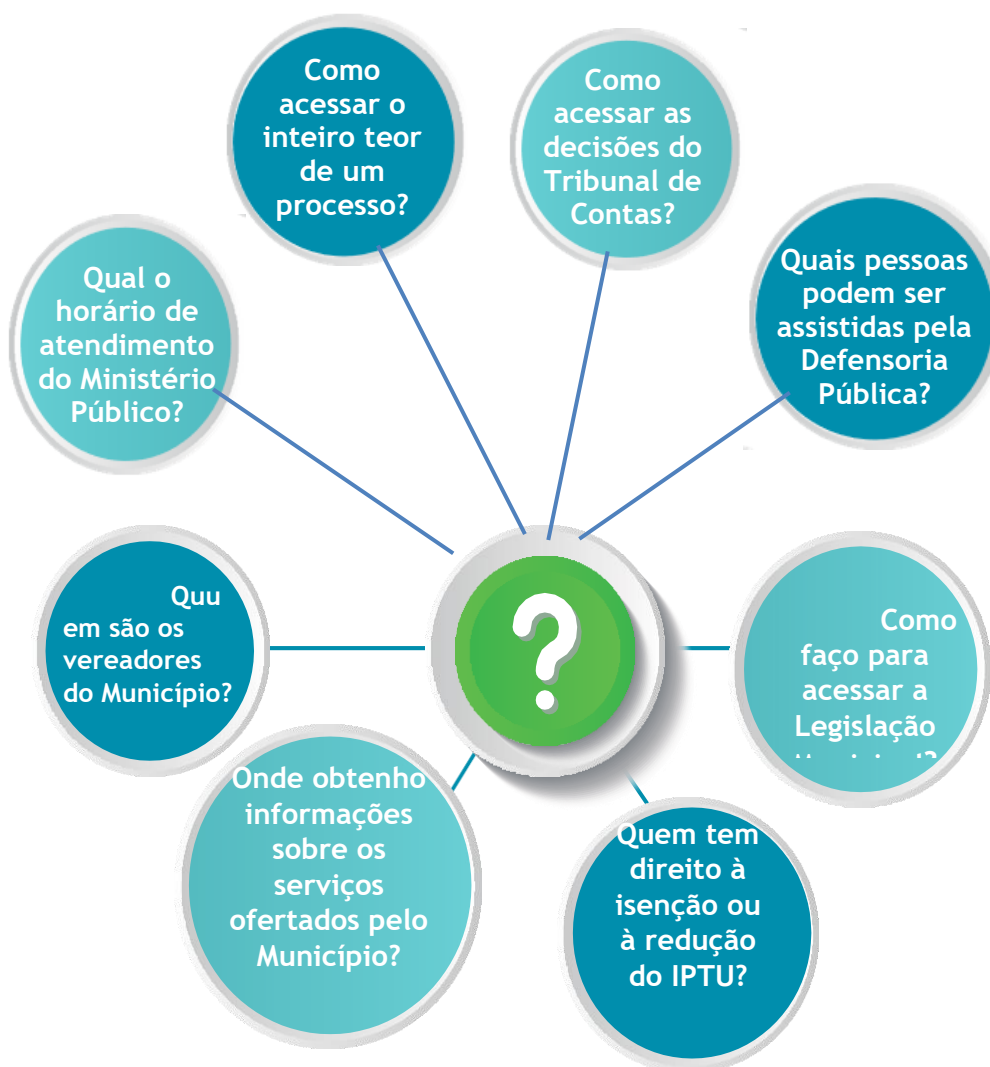 Como
acessar o
inteiro teor
de um
processo?
Como
acessar as
decisões do
Tribunal de
Contas?
Qual o
horário de
atendimento
do Ministério
Público?
Quais pessoas
podem ser
assistidas pela
Defensoria
Pública?
Quu
em são os
vereadores
do Município?
?
Como
faço para
acessar a
Legislação
Onde obtenho
informações
sobre os
serviços
ofertados pelo
Município?
Quem tem
direito à
isenção ou
à redução
do IPTU?